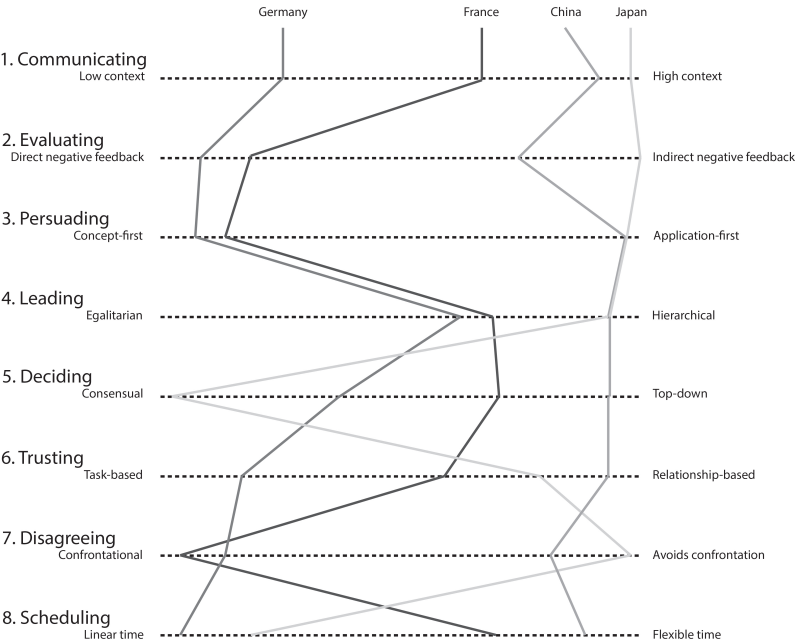 Germany France China Japan
1. Communicating
Low context High context
2. Evaluating
Direct negative feedback Indirect negative feedback
3. Persuading
Concept-first Application-first
4. Leading
Egalitarian Hierarchical
5. Deciding
Consensual Top-down
6. Trusting
Task-based Relationship-based
7. Disagreeing
Confrontational Avoids confrontation
8. Scheduling
Linear time Flexible time